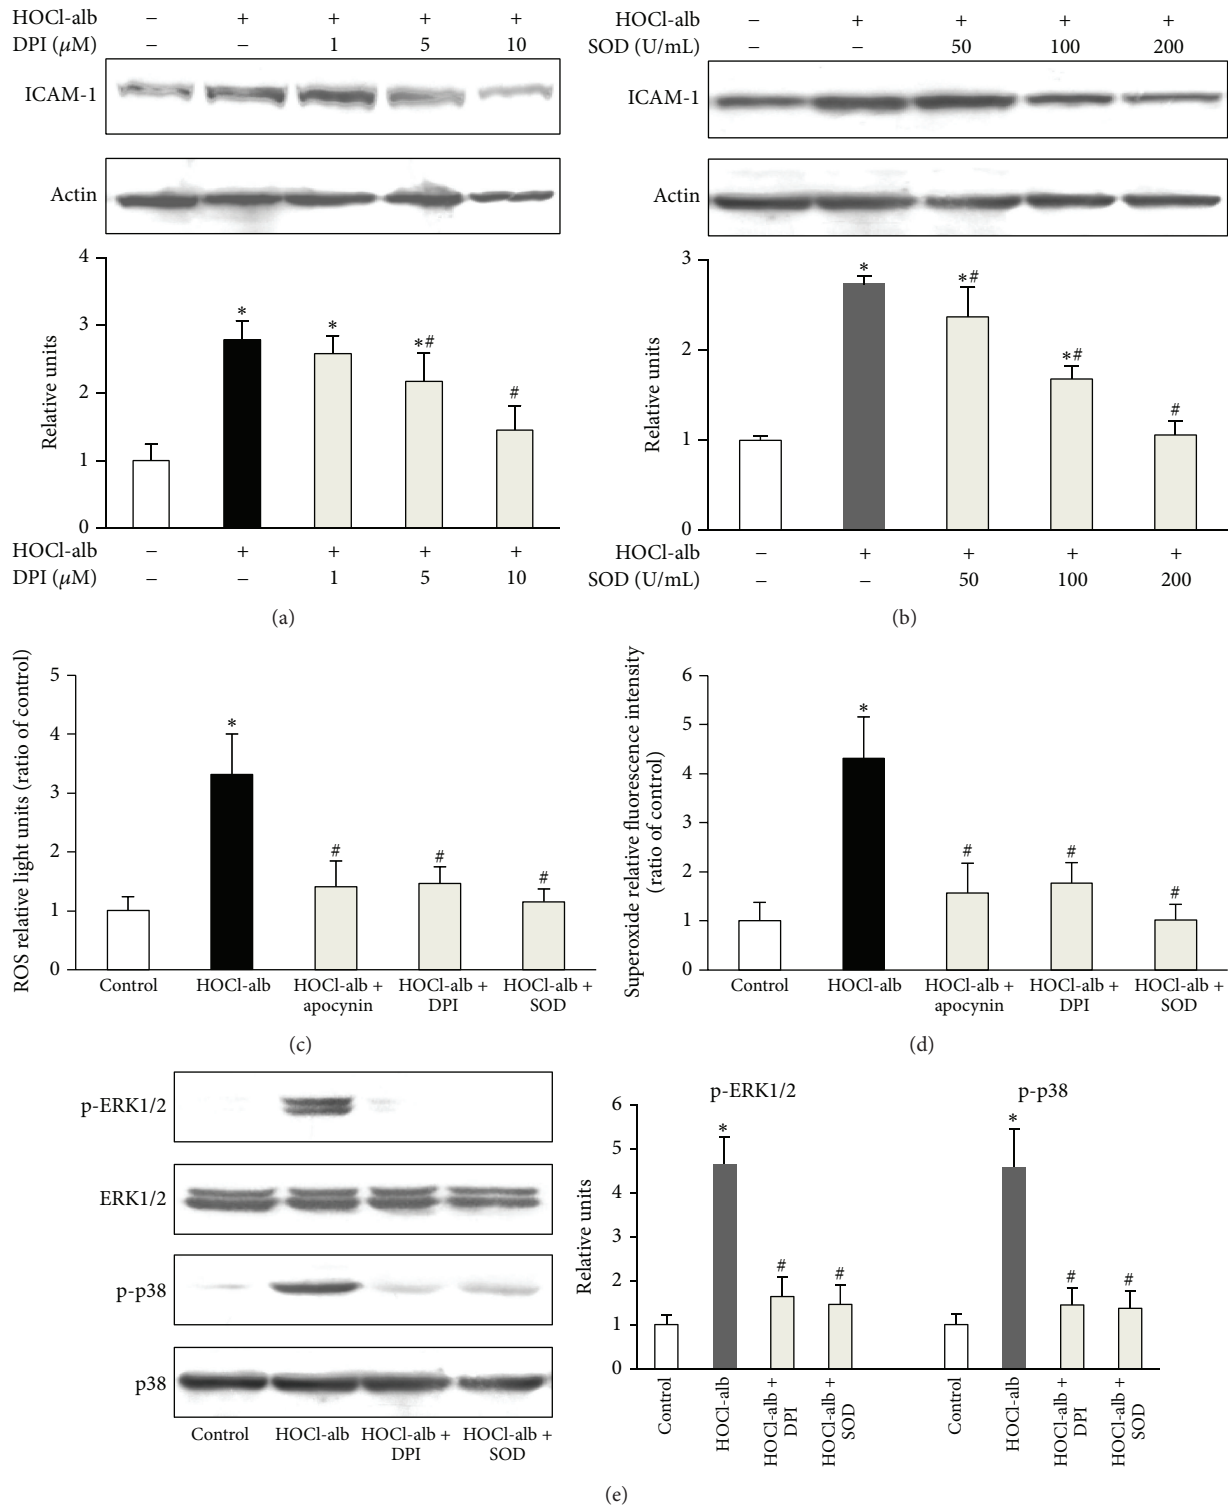 HOCl-alb – + + + +
DPI (μM) – – 1 5 10
ICAM-1
Actin
4
3
2
1
0
Relative units
* * *# #
HOCl-alb – + + + +
DPI (μM) – – 1 5 10
(a)
HOCl-alb – + + + +
SOD (U/mL) – – 50 100 200
ICAM-1
Actin
3
2
1
0
Relative units
* *# *# #
HOCl-alb – + + + +
SOD (U/mL) – – 50 100 200
(b)
ROS relative light units (ratio of control)
5
4
3
2
1
0
* # # #
Control HOCl-alb HOCl-alb + HOCl-alb + HOCl-alb +
apocynin DPI SOD
(c)
Superoxide relative fluorescence intensity
(ratio of control)
6
5
4
3
2
1
0
* # # #
Control HOCl-alb HOCl-alb + HOCl-alb + HOCl-alb +
apocynin DPI SOD
(d)
p-ERK1/2
ERK1/2
p-p38
p38
Control HOCl-alb HOCl-alb + HOCl-alb +
DPI SOD
p-ERK1/2 p-p38
6
5
4
3
2
1
0
Relative units
* # # * # #
Control
HOCl-alb
HOCl-alb +
DPI
HOCl-alb +
SOD
Control
HOCl-alb
HOCl-alb +
DPI
HOCl-alb +
SOD
(e)